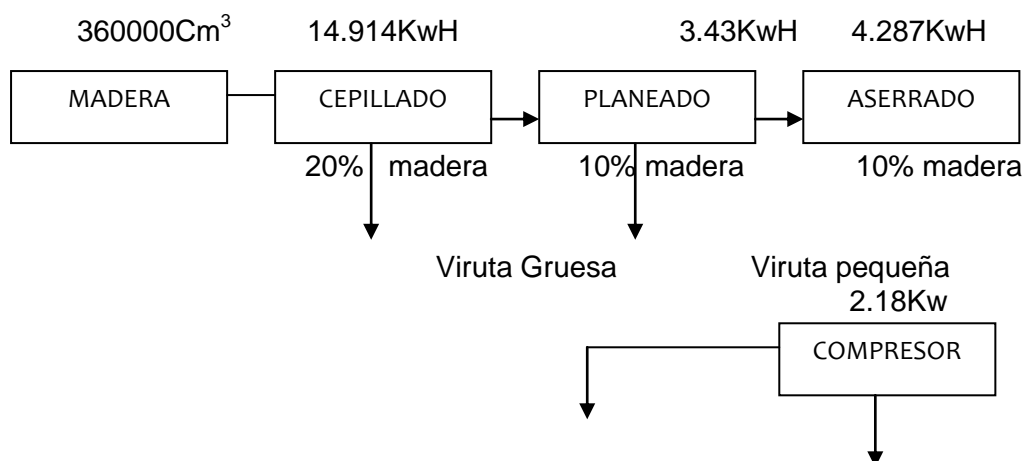 360000Cm³ 14.914KwH 3.43KwH 4.287KwH
MADERA CEPILLADO PLANEADO ASERRADO
20% madera 10% madera 10% madera
Viruta Gruesa Viruta pequeña
2.18Kw
COMPRESOR